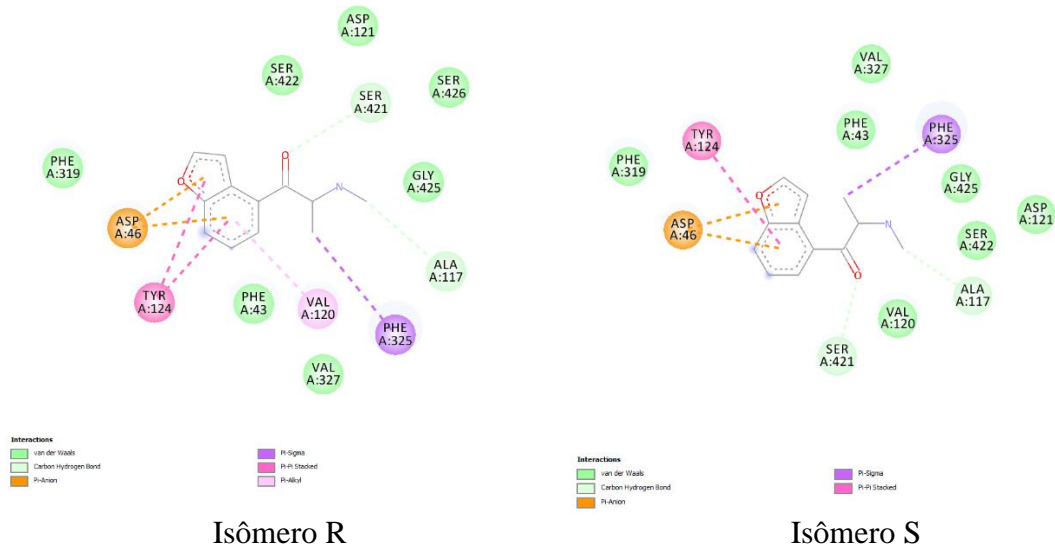 ASP
A:121
SER
A:422
SER
A:426
SER
A:421
PHE
A:319
O
O
N
GLY
A:425
ASP
A:46
ALA
A:117
TYR
A:124
PHE
A:43
VAL
A:120
PHE
A:325
VAL
A:327
Interactions
van der Waals
Carbon Hydrogen Bond
Pi-Anion
Pi-Sigma
Pi-Pi Stacked
Pi-Alkyl
Isômero R
VAL
A:327
PHE
A:43
PHE
A:325
TYR
A:124
PHE
A:319
GLY
A:425
ASP
A:121
O
N
ASP
A:46
SER
A:422
O
ALA
A:117
VAL
A:120
SER
A:421
Interactions
van der Waals
Carbon Hydrogen Bond
Pi-Anion
Pi-Sigma
Pi-Pi Stacked
Isômero S